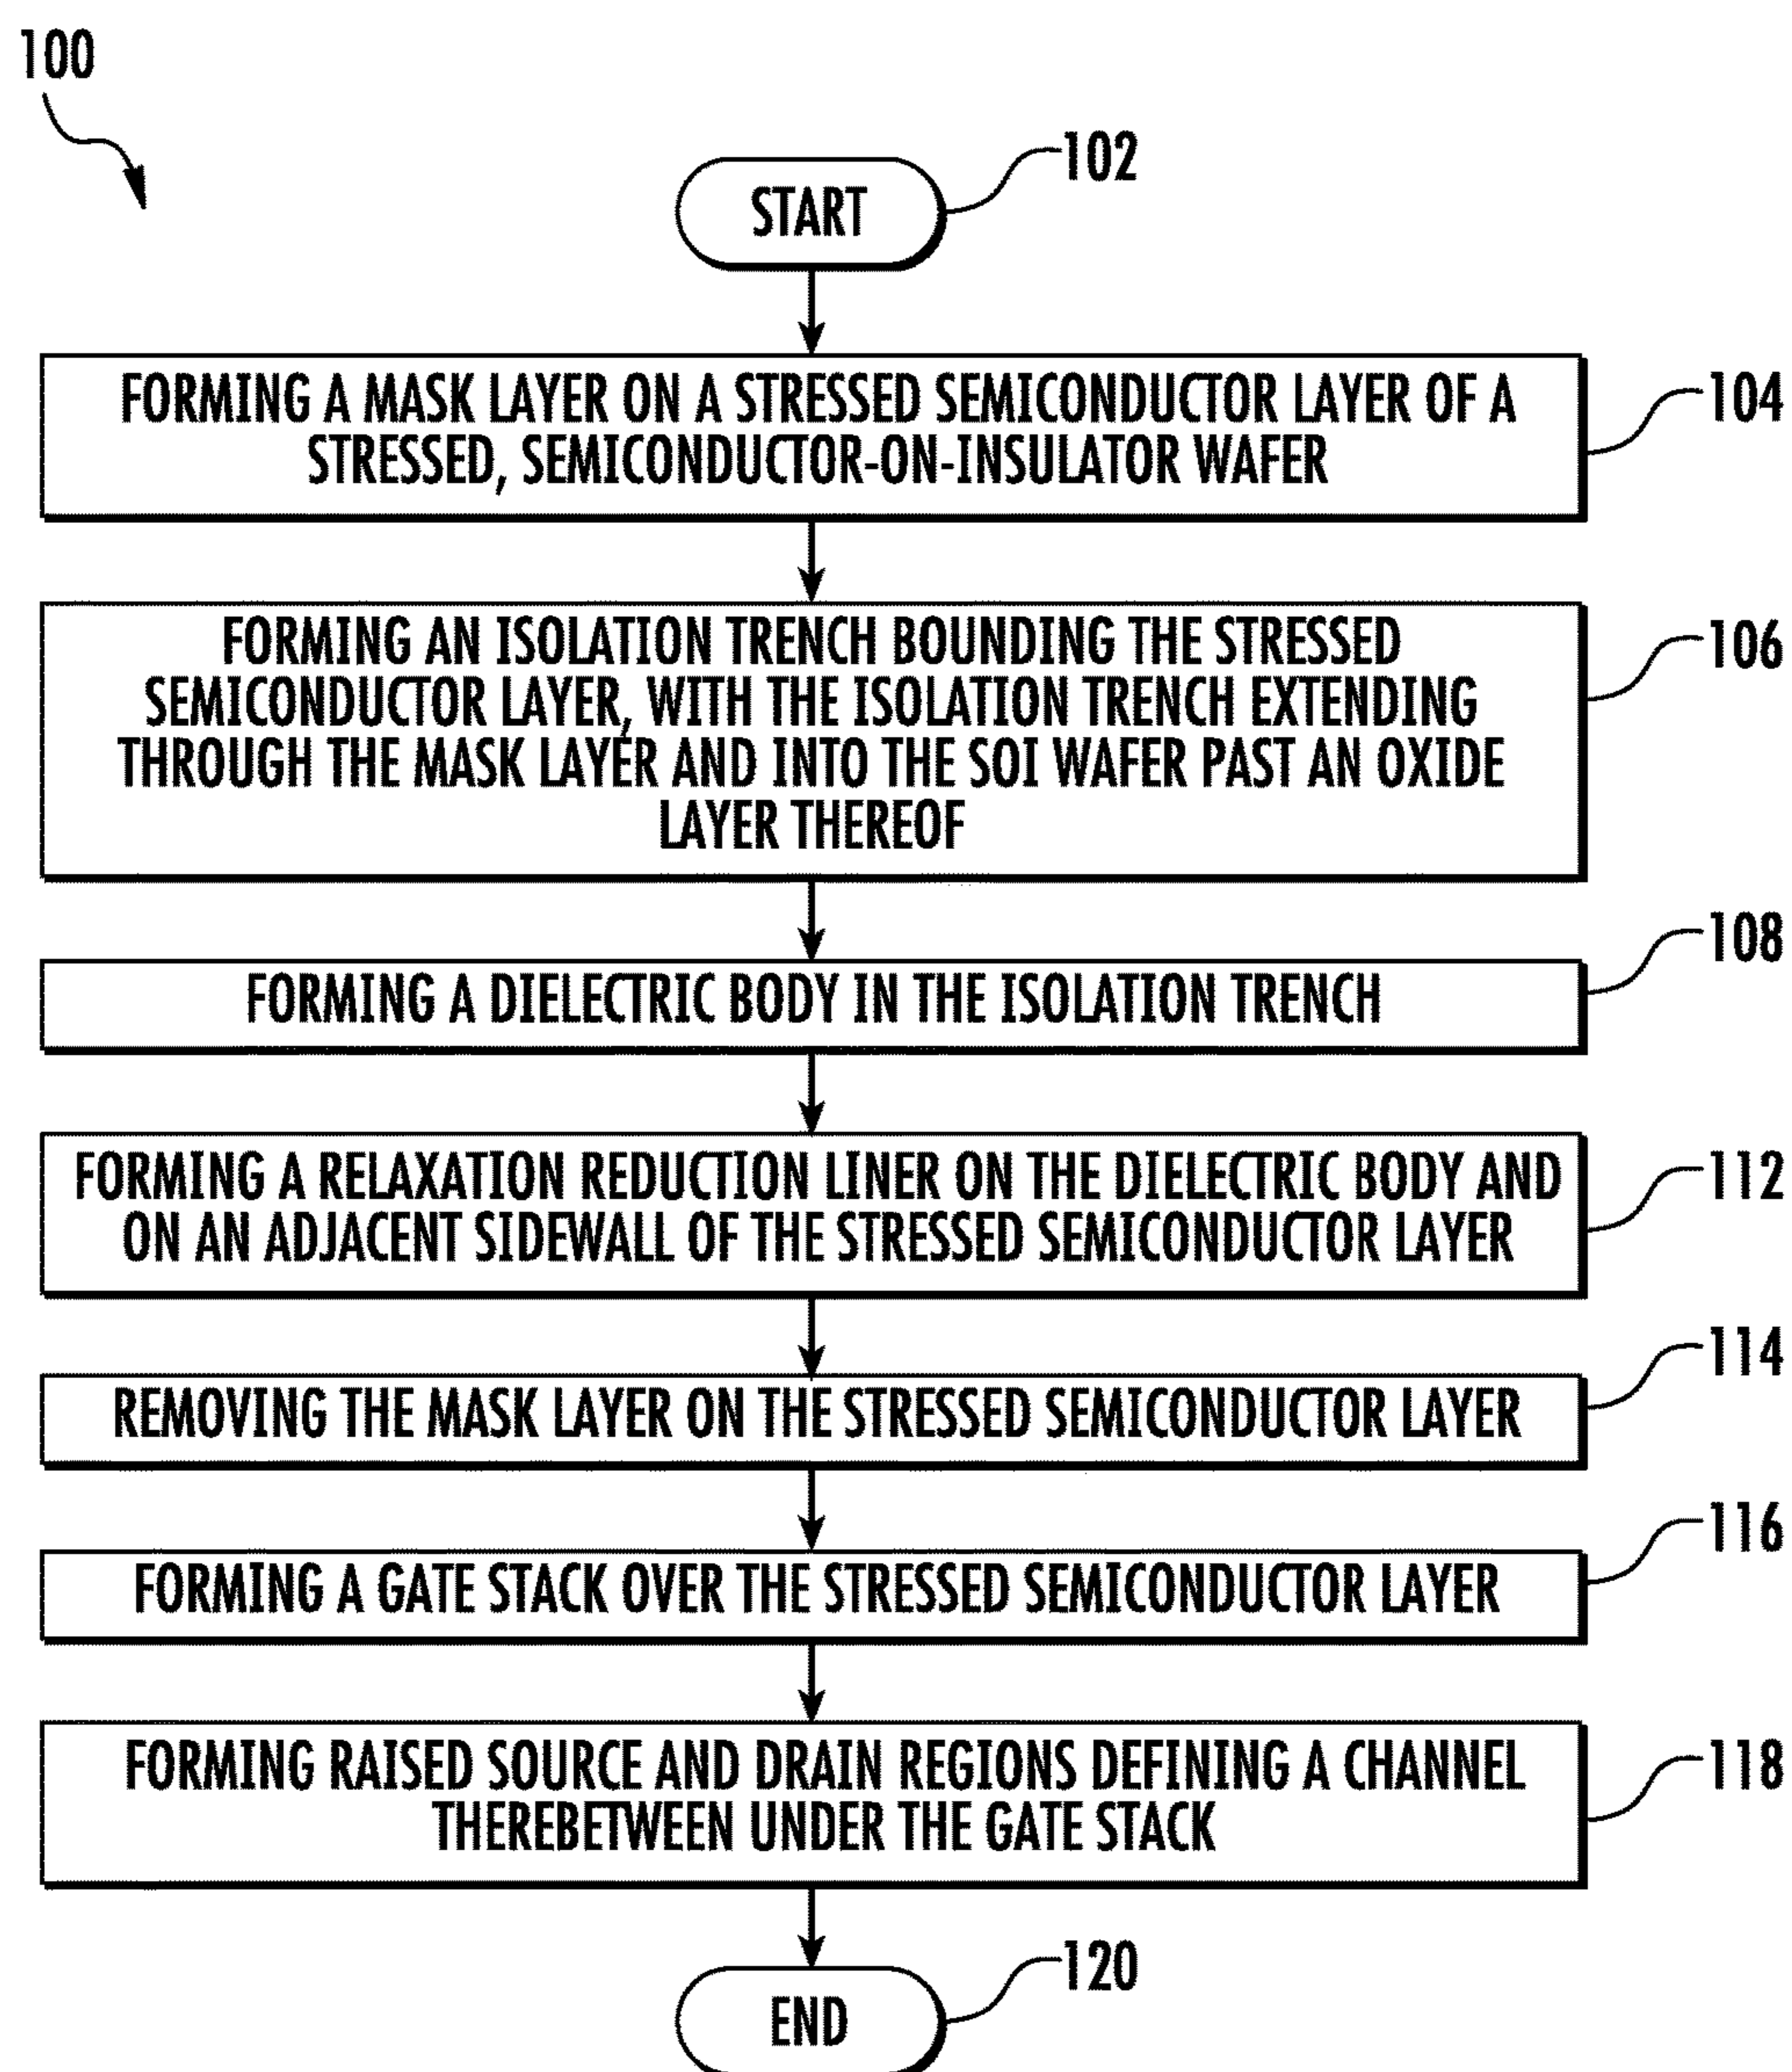 100
102
START
FORMING A MASK LAYER ON A STRESSED SEMICONDUCTOR LAYER OF A
STRESSED, SEMICONDUCTOR-ON-INSULATOR WAFER
104
FORMING AN ISOLATION TRENCH BOUNDING THE STRESSED
SEMICONDUCTOR LAYER, WITH THE ISOLATION TRENCH EXTENDING
THROUGH THE MASK LAYER AND INTO THE SOI WAFER PAST AN OXIDE
LAYER THEREOF
106
FORMING A DIELECTRIC BODY IN THE ISOLATION TRENCH
108
FORMING A RELAXATION REDUCTION LINER ON THE DIELECTRIC BODY AND
ON AN ADJACENT SIDEWALL OF THE STRESSED SEMICONDUCTOR LAYER
112
REMOVING THE MASK LAYER ON THE STRESSED SEMICONDUCTOR LAYER
114
FORMING A GATE STACK OVER THE STRESSED SEMICONDUCTOR LAYER
116
FORMING RAISED SOURCE AND DRAIN REGIONS DEFINING A CHANNEL
THEREBETWEEN UNDER THE GATE STACK
118
END
120